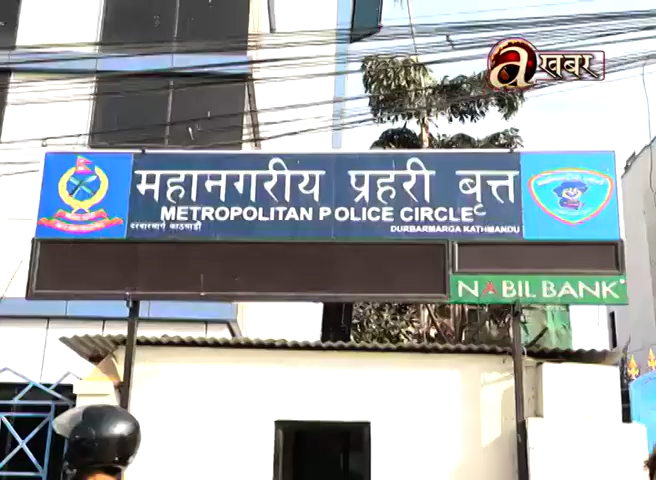 a खबर
महानगरीय प्रहरी बृत्त
METROPOLITAN POLICE CIRCLE
दरबारमार्ग काठमाडौं
DURBARMARGA KATHMANDU
NABIL BANK